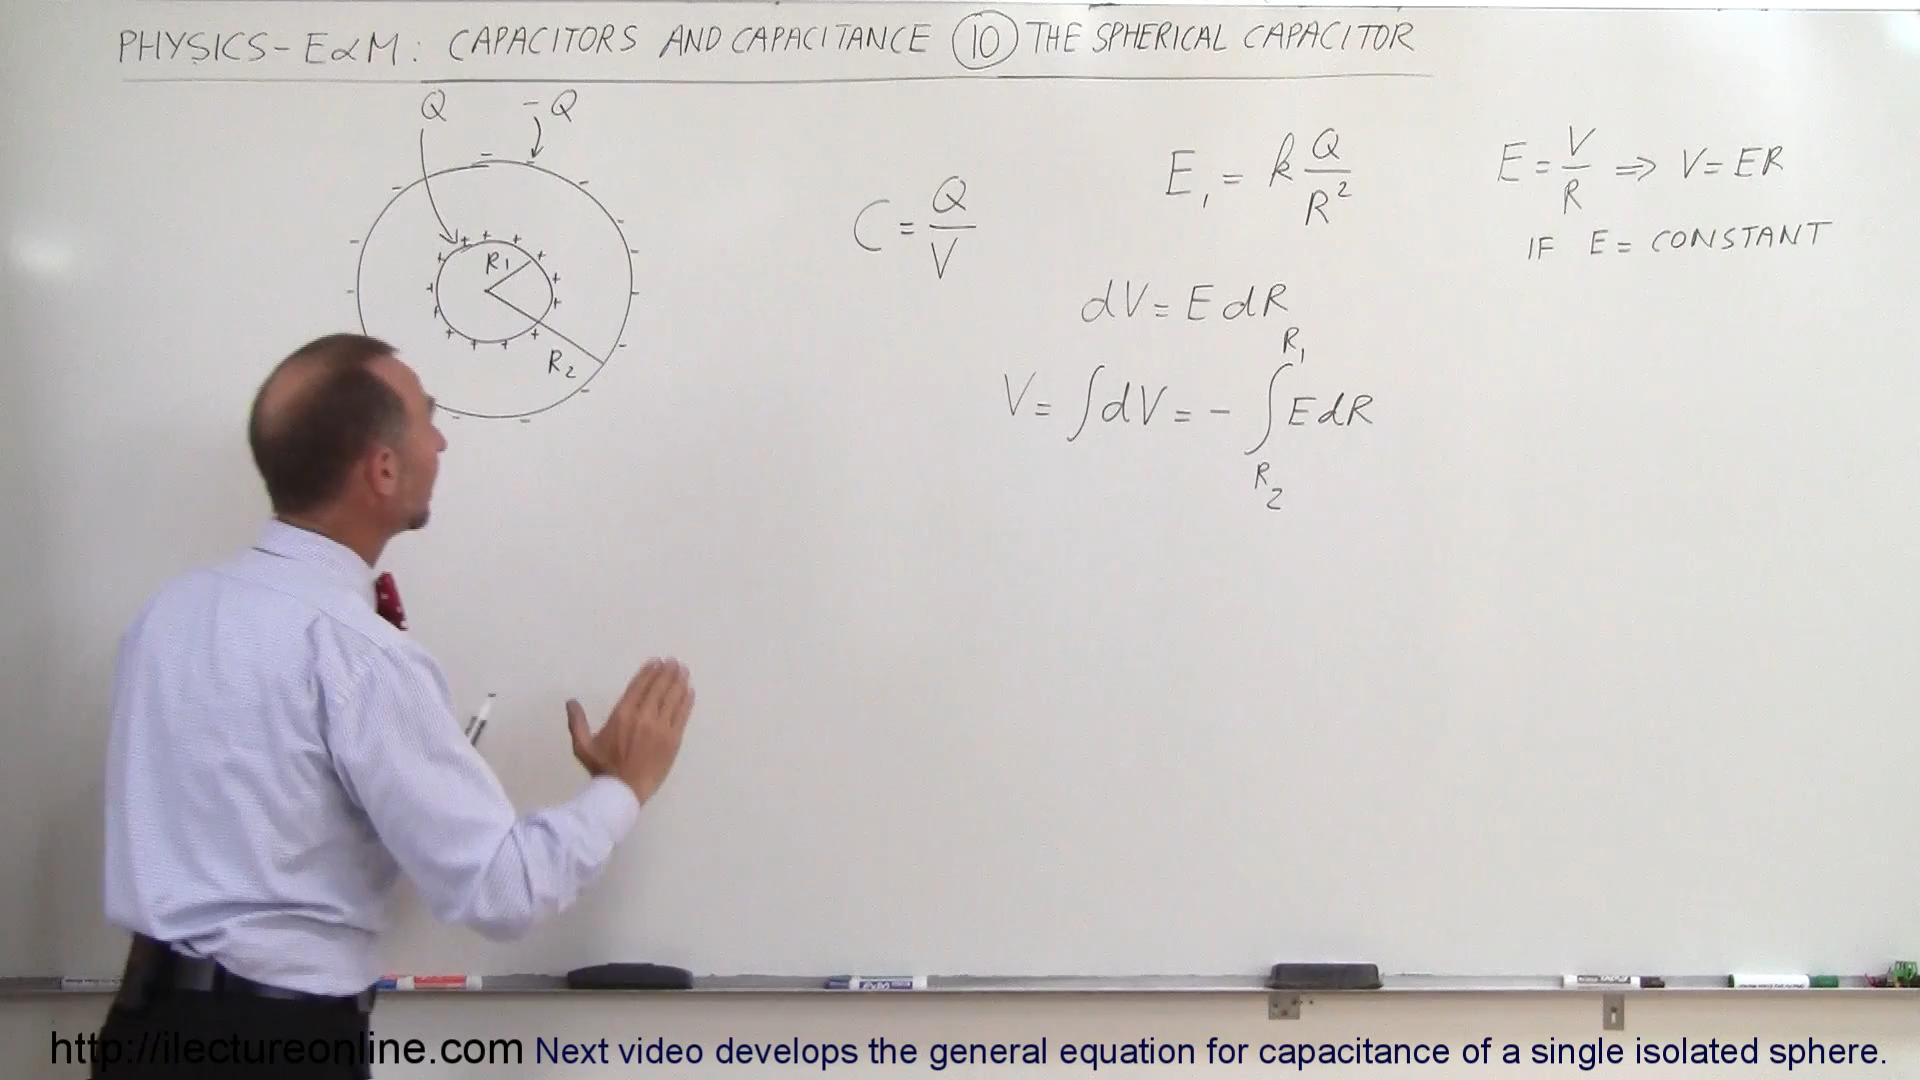 PHYSICS - E&M: CAPACITORS AND CAPACITANCE 10 THE SPHERICAL CAPACITOR
Q -Q
R1
R2
C = Q/V
E1 = k Q/R²
E = V/R ⇒ V = ER
IF E = CONSTANT
dV = E dR
V = ∫dV = - ∫ E dR
R1
R2
http://ilectureonline.com Next video develops the general equation for capacitance of a single isolated sphere.